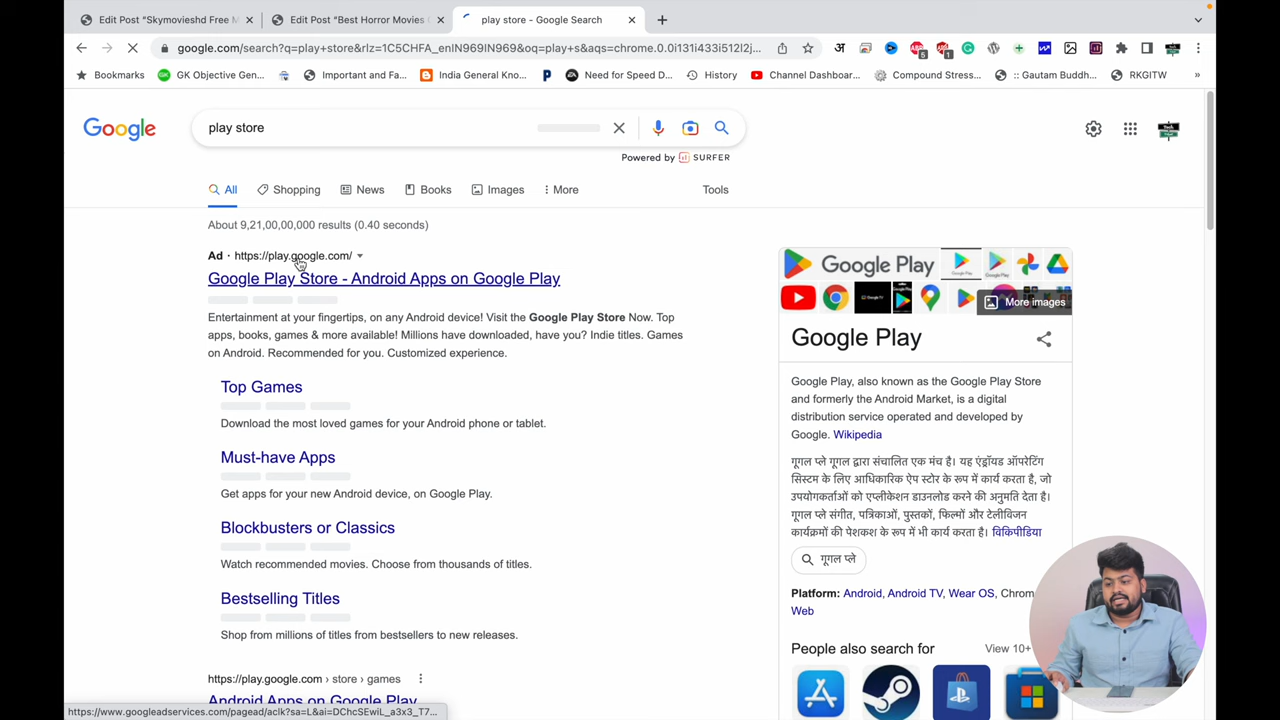 Edit Post "Skymovieshd Free M
Edit Post "Best Horror Movies
play store - Google Search
google.com/search?q=play+store&rlz=1C5CHFA_enIN969IN969&oq=play+s&aqs=chrome.0.0i131i433i512l2j...
अ
5
1
Bookmarks
GK Objective Gen...
Important and Fa...
India General Kno...
P
Need for Speed D...
History
Channel Dashboar...
Compound Stress...
:: Gautam Buddh...
RKGITW
»
Google
play store
Powered by SURFER
All
Shopping
News
Books
Images
More
Tools
About 9,21,00,00,000 results (0.40 seconds)
Ad · https://play.google.com/
Google Play Store - Android Apps on Google Play
Entertainment at your fingertips, on any Android device! Visit the Google Play Store Now. Top
apps, books, games & more available! Millions have downloaded, have you? Indie titles. Games
on Android. Recommended for you. Customized experience.
Top Games
Download the most loved games for your Android phone or tablet.
Must-have Apps
Get apps for your new Android device, on Google Play.
Blockbusters or Classics
Watch recommended movies. Choose from thousands of titles.
Bestselling Titles
Shop from millions of titles from bestsellers to new releases.
https://play.google.com › store › games
Android Apps on Google Play
https://www.googleadservices.com/pagead/aclk?sa=L&ai=DChcSEwiL_a3x3_T7...
Google Play
More images
Google Play
Google Play, also known as the Google Play Store
and formerly the Android Market, is a digital
distribution service operated and developed by
Google. Wikipedia
गूगल प्ले गूगल द्वारा संचालित एक मंच है। यह एंड्रॉयड ऑपरेटिंग
सिस्टम के लिए आधिकारिक ऐप स्टोर के रूप में कार्य करता है, जो
उपयोगकर्ताओं को एप्लीकेशन डाउनलोड करने की अनुमति देता है।
गूगल प्ले संगीत, पत्रिकाओं, पुस्तकों, फिल्मों और टेलीविजन
कार्यक्रमों की पेशकश के रूप में भी कार्य करता है। विकिपीडिया
गूगल प्ले
Platform: Android, Android TV, Wear OS, Chrom
Web
People also search for
View 10+